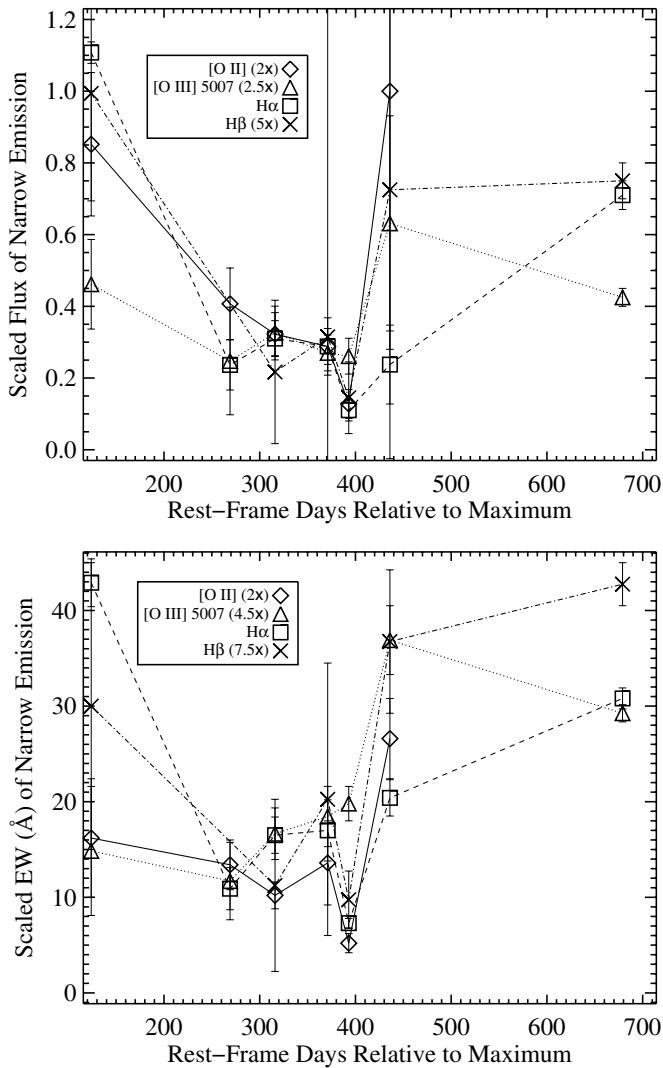 1.2
1.0
0.8
0.6
0.4
0.2
0.0
Scaled Flux of Narrow Emission
[O II] (2x)
[O III] 5007 (2.5x)
Hα
Hβ (5x)
200 300 400 500 600 700
Rest−Frame Days Relative to Maximum
40
30
20
10
0
Scaled EW (Å) of Narrow Emission
[O II] (2x)
[O III] 5007 (4.5x)
Hα
Hβ (7.5x)
200 300 400 500 600 700
Rest−Frame Days Relative to Maximum